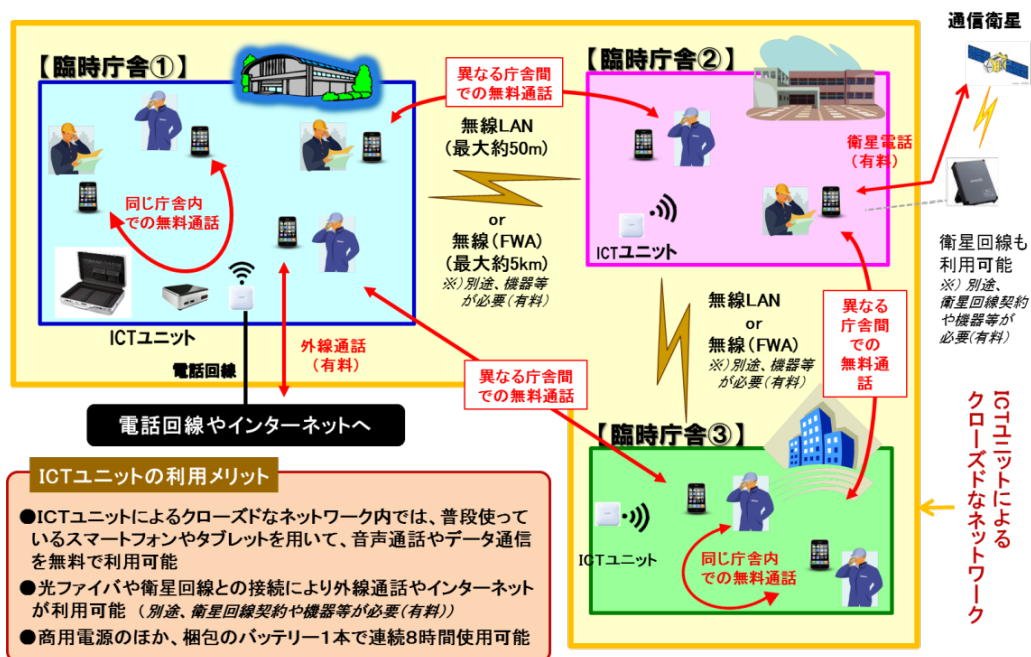 【臨時庁舎①】
同じ庁舎内
での無料通話
ICTユニット
電話回線
外線通話
(有料)
電話回線やインターネットへ
異なる庁舎間
での無料通話
無線LAN
(最大約50m)
or
無線(FWA)
(最大約5km)
※)別途、機器等
が必要(有料)
異なる庁舎間
での無料通話
【臨時庁舎②】
ICTユニット
衛星電話
(有料)
通信衛星
衛星回線も
利用可能
※)別途、
衛星回線契約
や機器等が
必要(有料)
無線LAN
or
無線(FWA)
※)別途、機器等
が必要(有料)
異なる
庁舎間
での
無料通
話
【臨時庁舎③】
ICTユニット
同じ庁舎内
での無料通話
ICTユニットによる
クローズドなネットワーク
ICTユニットの利用メリット
●ICTユニットによるクローズドなネットワーク内では、普段使って
いるスマートフォンやタブレットを用いて、音声通話やデータ通信
を無料で利用可能
●光ファイバや衛星回線との接続により外線通話やインターネット
が利用可能 (別途、衛星回線契約や機器等が必要(有料))
●商用電源のほか、梱包のバッテリー1本で連続8時間使用可能